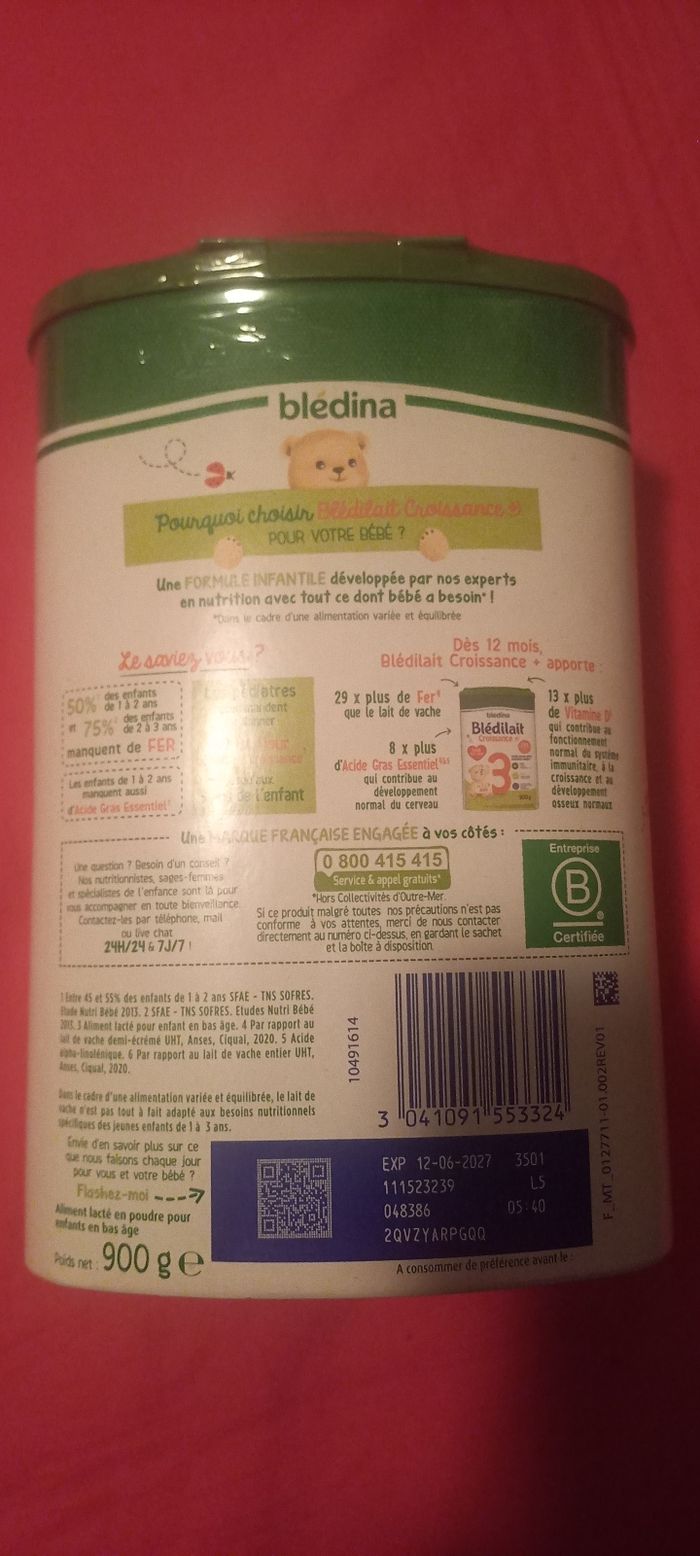 blédina
Pourquoi choisir Blédilait Croissance +
POUR VOTRE BÉBÉ ?
Une FORMULE INFANTILE développée par nos experts
en nutrition avec tout ce dont bébé a besoin* !
*Dans le cadre d'une alimentation variée et équilibrée
Le saviez vous ?
50% des enfants
de 1 à 2 ans
et 75% des enfants
de 2 à 3 ans
manquent de FER
Les enfants de 1 à 2 ans
manquent aussi
d'Acide Gras Essentiel
pédiatres
de l'enfant
Dès 12 mois,
Blédilait Croissance + apporte :
29 x plus de Fer
que le lait de vache
8 x plus
d'Acide Gras Essentiel
qui contribue au
développement
normal du cerveau
blédina
Blédilait
Croissance +
3
900g
13 x plus
de Vitamine D
qui contribue au
fonctionnement
normal du système
immunitaire, à la
croissance et au
développement
osseux normaux
Une MARQUE FRANÇAISE ENGAGÉE à vos côtés :
Une question ? Besoin d'un conseil ?
Nos nutritionnistes, sages-femmes
et spécialistes de l'enfance sont là pour
vous accompagner en toute bienveillance.
Contactez-les par téléphone, mail
ou live chat
24H/24 & 7J/7 !
0 800 415 415
Service & appel gratuits*
*Hors Collectivités d'Outre-Mer.
Si ce produit malgré toutes nos précautions n'est pas
conforme à vos attentes, merci de nous contacter
directement au numéro ci-dessus, en gardant le sachet
et la boîte à disposition.
Entreprise
B
Certifiée
1 Entre 45 et 55% des enfants de 1 à 2 ans SFAE - TNS SOFRES.
Etude Nutri Bébé 2013. 2 SFAE - TNS SOFRES. Etudes Nutri Bébé
2013. 3 Aliment lacté pour enfant en bas âge. 4 Par rapport au
lait de vache demi-écrémé UHT, Anses, Ciqual, 2020. 5 Acide
alpha-linolénique. 6 Par rapport au lait de vache entier UHT,
Anses, Ciqual, 2020.
Dans le cadre d'une alimentation variée et équilibrée, le lait de
vache n'est pas tout à fait adapté aux besoins nutritionnels
spécifiques des jeunes enfants de 1 à 3 ans.
Envie d'en savoir plus sur ce
que nous faisons chaque jour
pour vous et votre bébé ?
Flashez-moi
Aliment lacté en poudre pour
enfants en bas âge
Poids net : 900 g e
10491614
3 041091 553324
F_MT_0127711-01.002REV01
EXP 12-06-2027 3501
111523239 L5
048386 05:40
2QVZYARPGQQ
A consommer de préférence avant le :